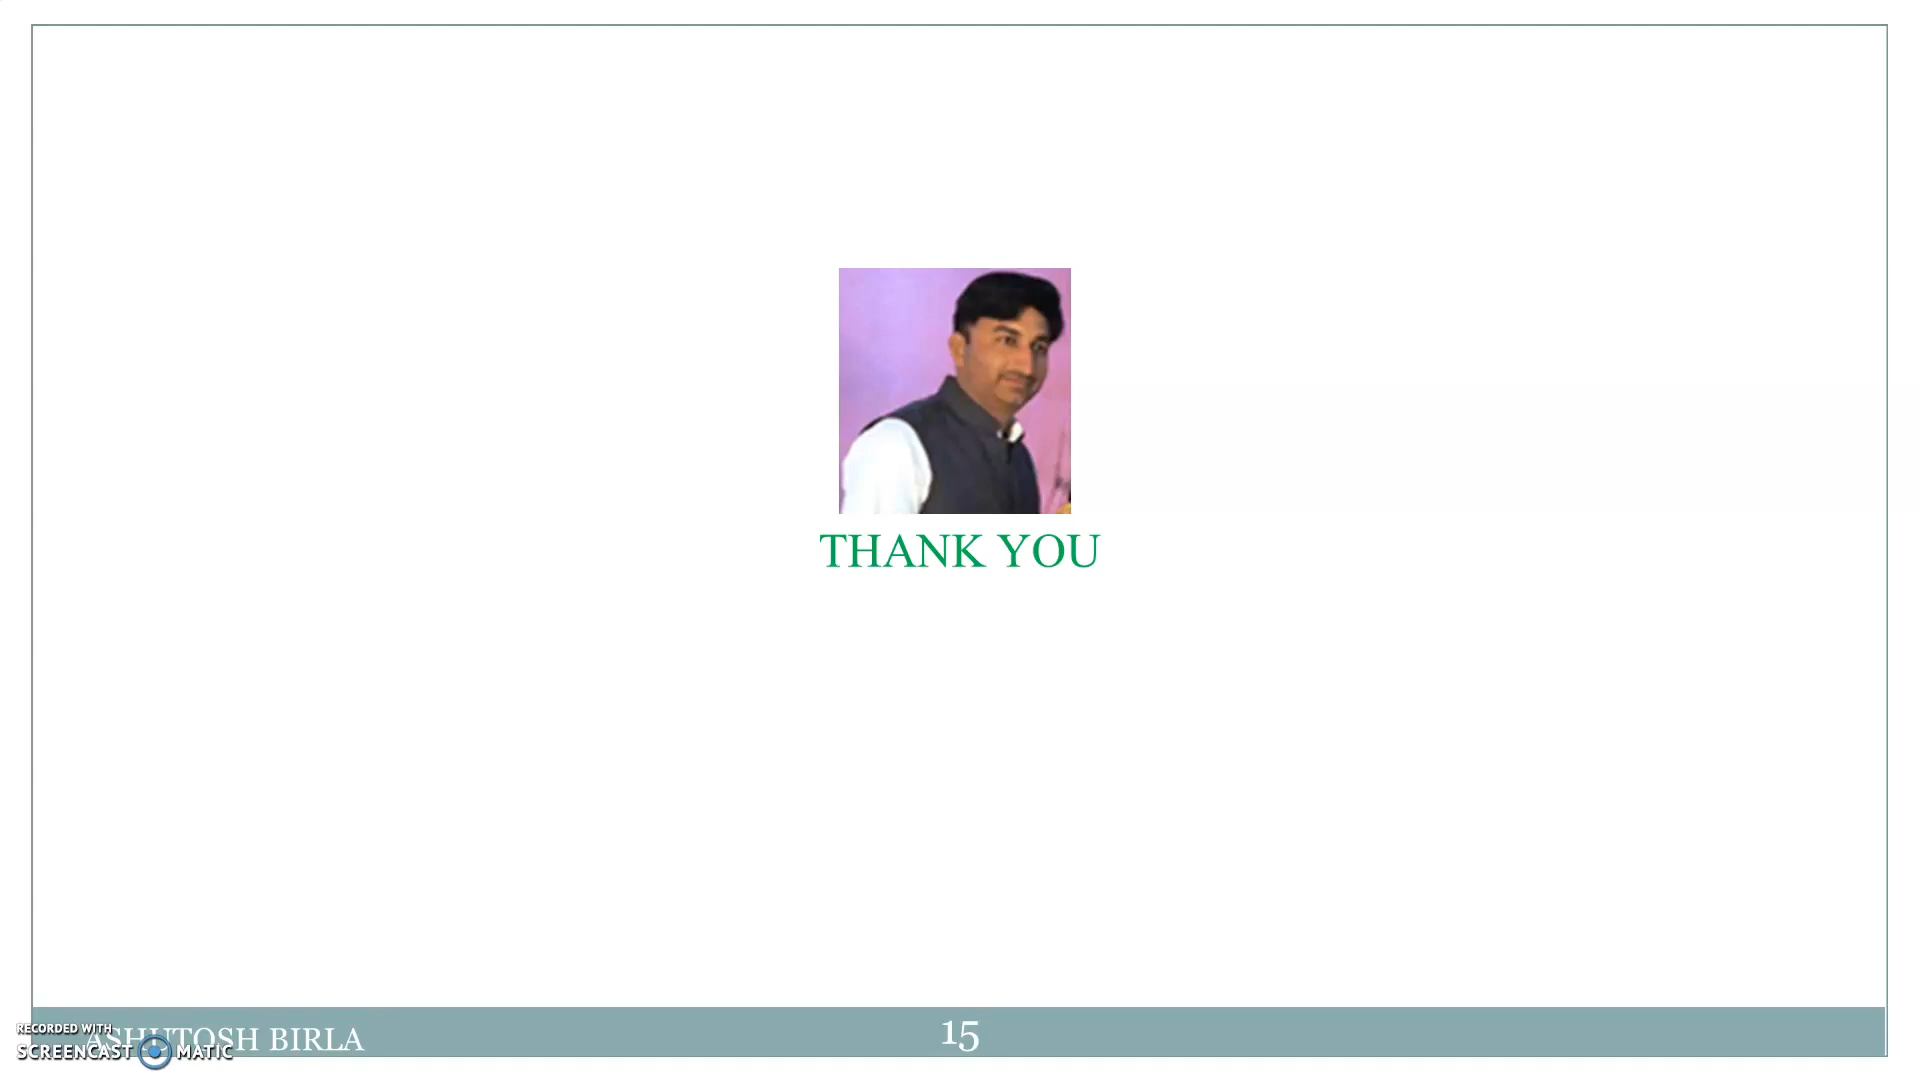 THANK YOU
ASHUTOSH BIRLA
15
RECORDED WITH
SCREENCAST MATIC